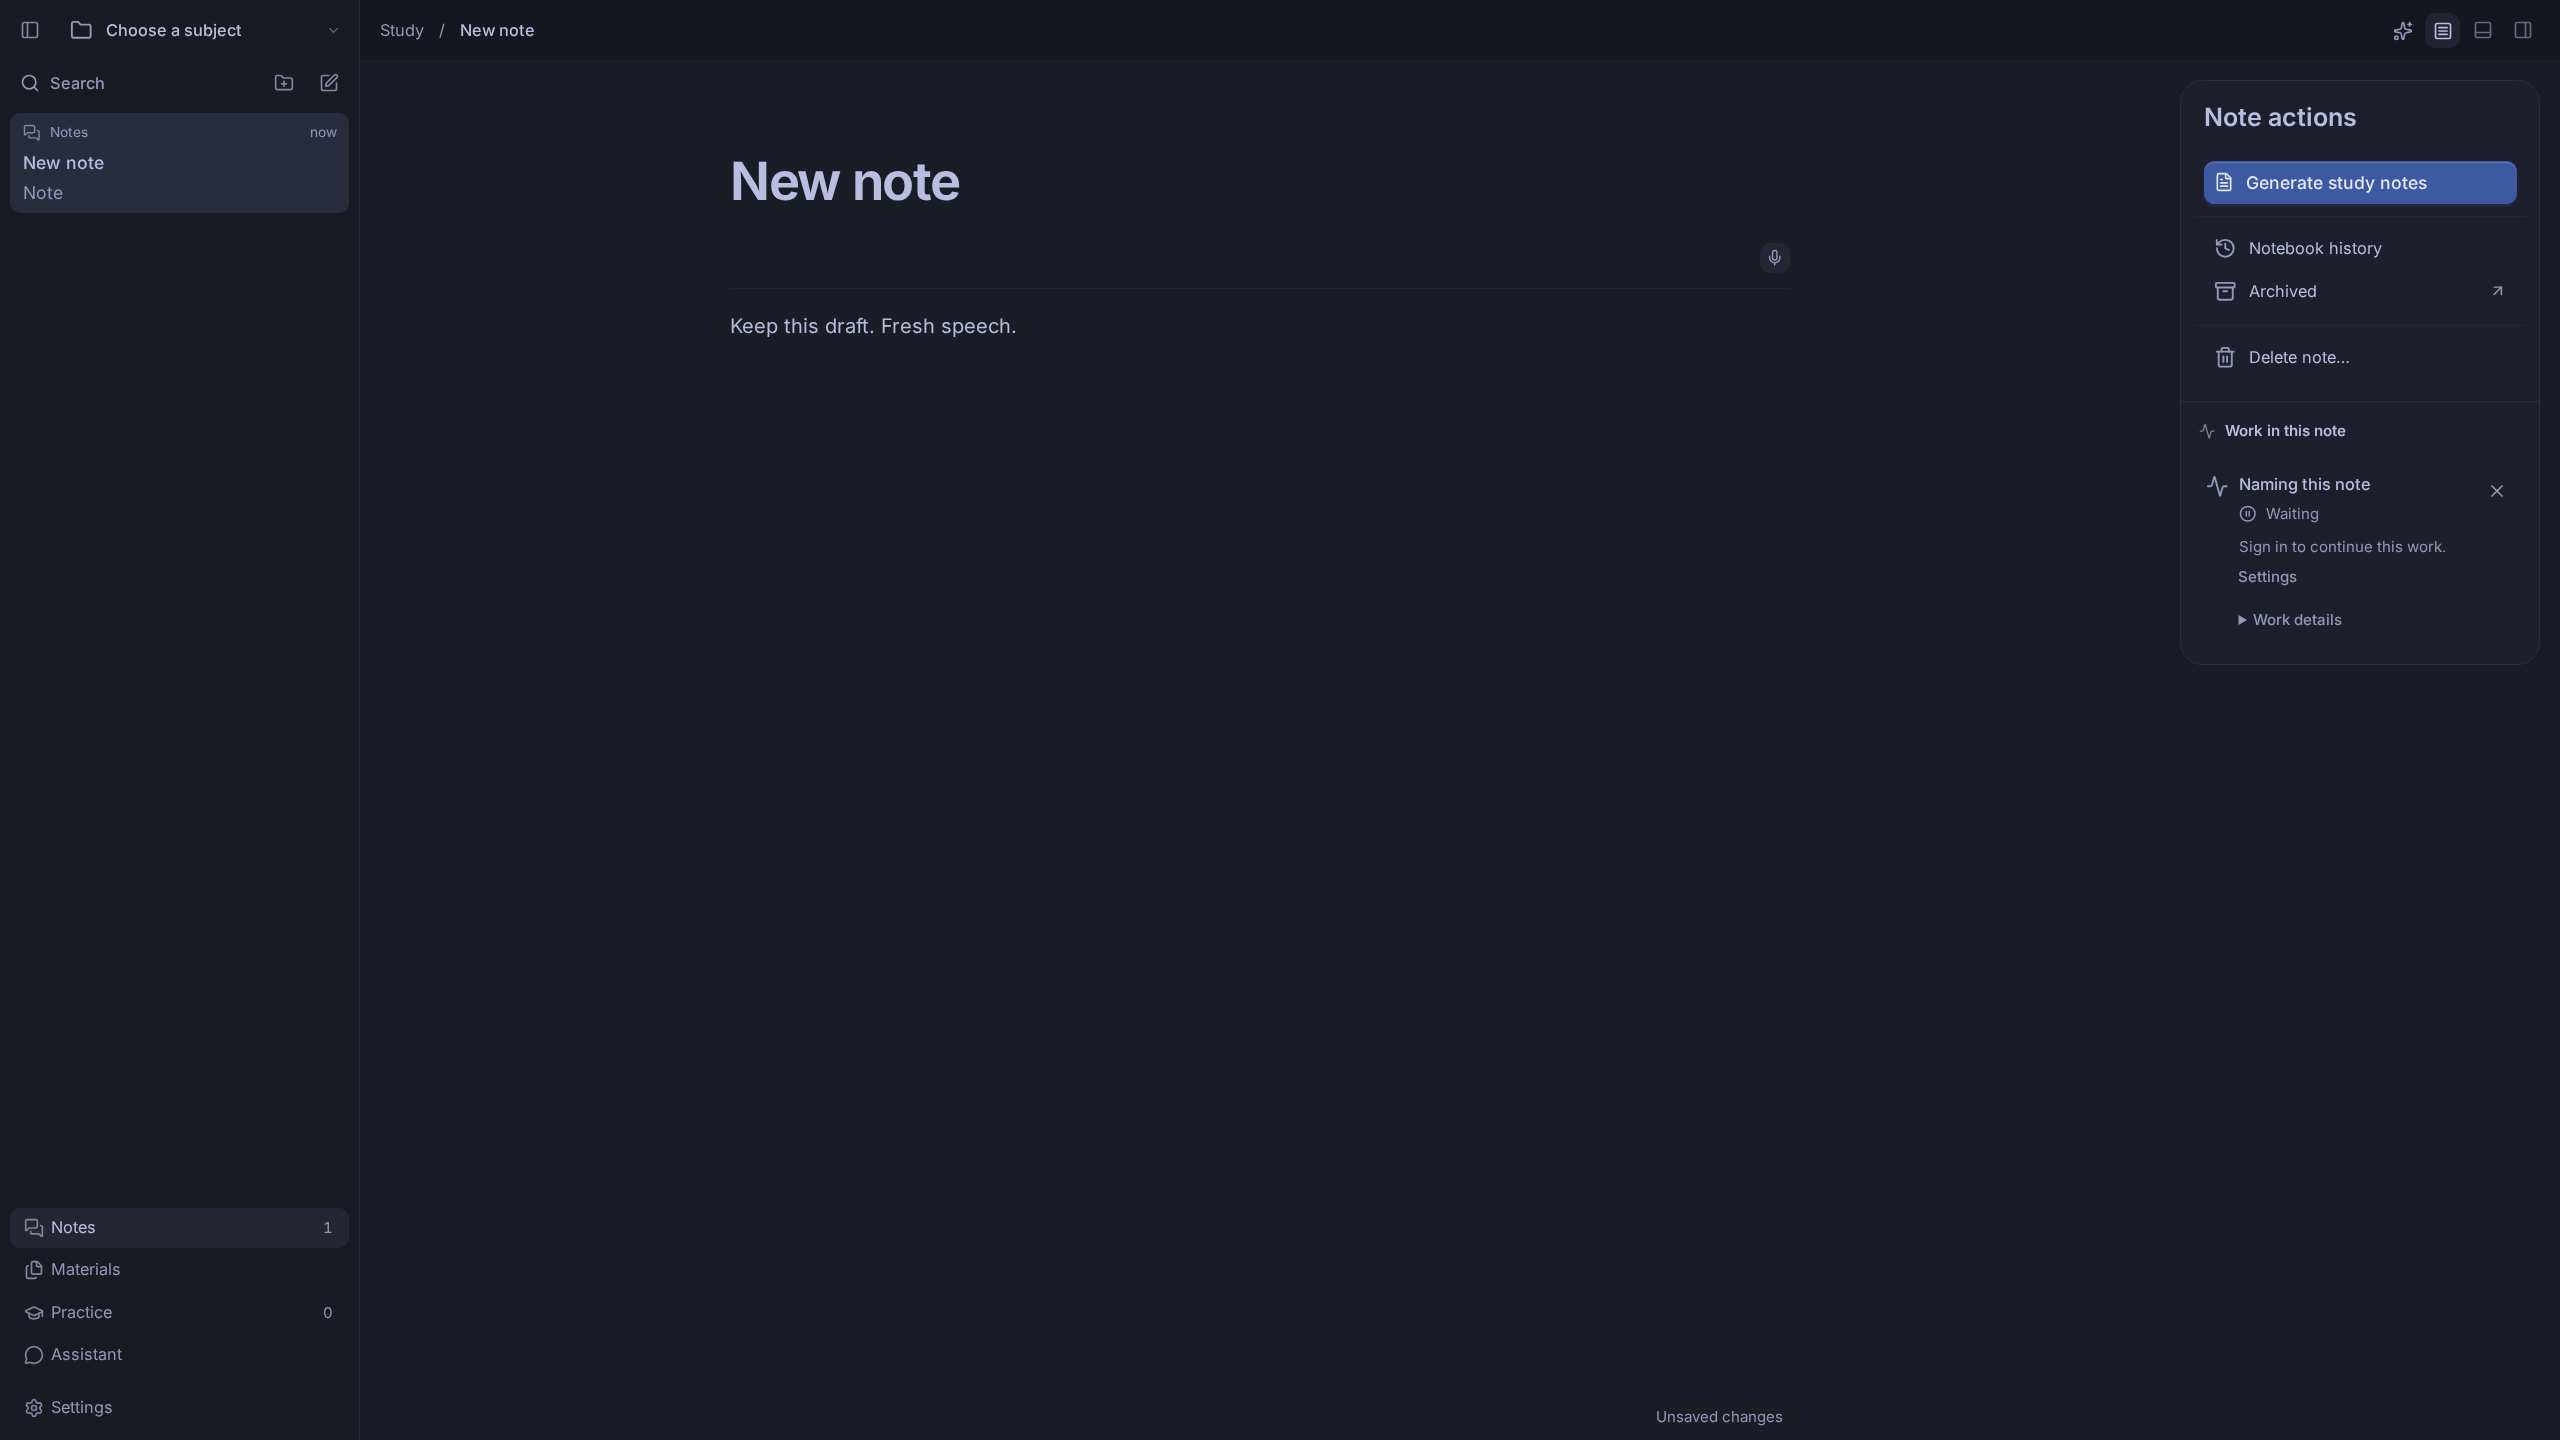 Choose a subject
Search
Notes now
New note
Note
Notes 1
Materials
Practice 0
Assistant
Settings
Study / New note
New note
Keep this draft. Fresh speech.
Unsaved changes
Note actions
Generate study notes
Notebook history
Archived
Delete note...
Work in this note
Naming this note
Waiting
Sign in to continue this work.
Settings
Work details